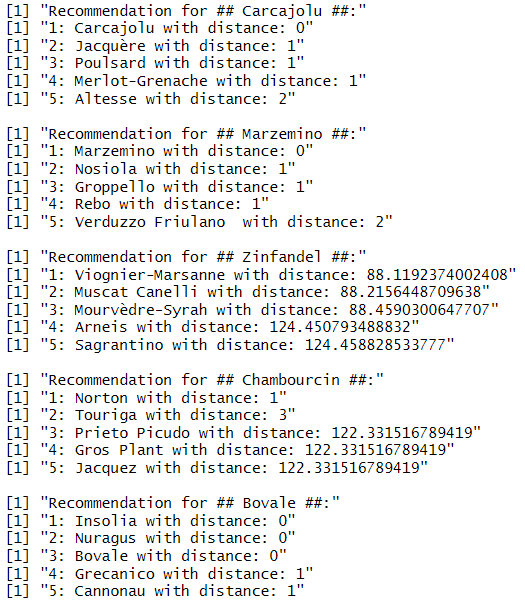 [1] "Recommendation for ## Carcajolu ##:"
[1] "1: Carcajolu with distance: 0"
[1] "2: Jacquère with distance: 1"
[1] "3: Poulsard with distance: 1"
[1] "4: Merlot-Grenache with distance: 1"
[1] "5: Altesse with distance: 2"
[1] "Recommendation for ## Marzemino ##:"
[1] "1: Marzemino with distance: 0"
[1] "2: Nosiola with distance: 1"
[1] "3: Groppello with distance: 1"
[1] "4: Rebo with distance: 1"
[1] "5: Verduzzo Friulano  with distance: 2"
[1] "Recommendation for ## Zinfandel ##:"
[1] "1: Viognier-Marsanne with distance: 88.1192374002408"
[1] "2: Muscat Canelli with distance: 88.2156448709638"
[1] "3: Mourvèdre-Syrah with distance: 88.4590300647707"
[1] "4: Arneis with distance: 124.450793488832"
[1] "5: Sagrantino with distance: 124.458828533777"
[1] "Recommendation for ## Chambourcin ##:"
[1] "1: Norton with distance: 1"
[1] "2: Touriga with distance: 3"
[1] "3: Prieto Picudo with distance: 122.331516789419"
[1] "4: Gros Plant with distance: 122.331516789419"
[1] "5: Jacquez with distance: 122.331516789419"
[1] "Recommendation for ## Bovale ##:"
[1] "1: Insolia with distance: 0"
[1] "2: Nuragus with distance: 0"
[1] "3: Bovale with distance: 0"
[1] "4: Grecanico with distance: 1"
[1] "5: Cannonau with distance: 1"